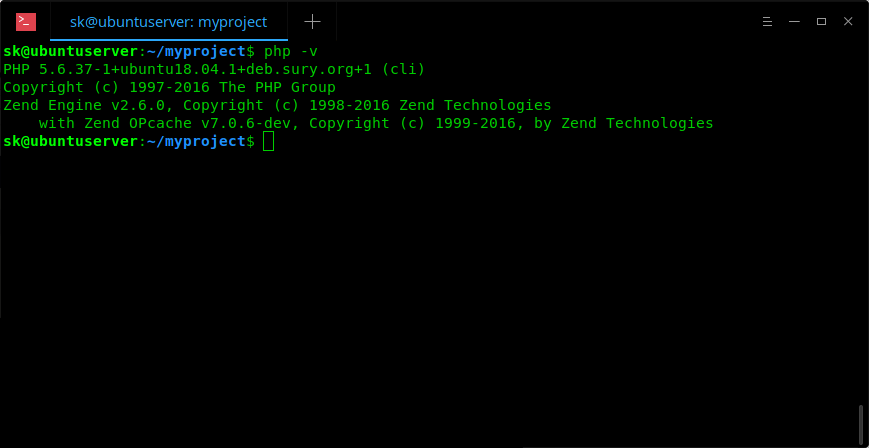 sk@ubuntuserver: myproject
sk@ubuntuserver:~/myproject$ php -v
PHP 5.6.37-1+ubuntu18.04.1+deb.sury.org+1 (cli)
Copyright (c) 1997-2016 The PHP Group
Zend Engine v2.6.0, Copyright (c) 1998-2016 Zend Technologies
    with Zend OPcache v7.0.6-dev, Copyright (c) 1999-2016, by Zend Technologies
sk@ubuntuserver:~/myproject$